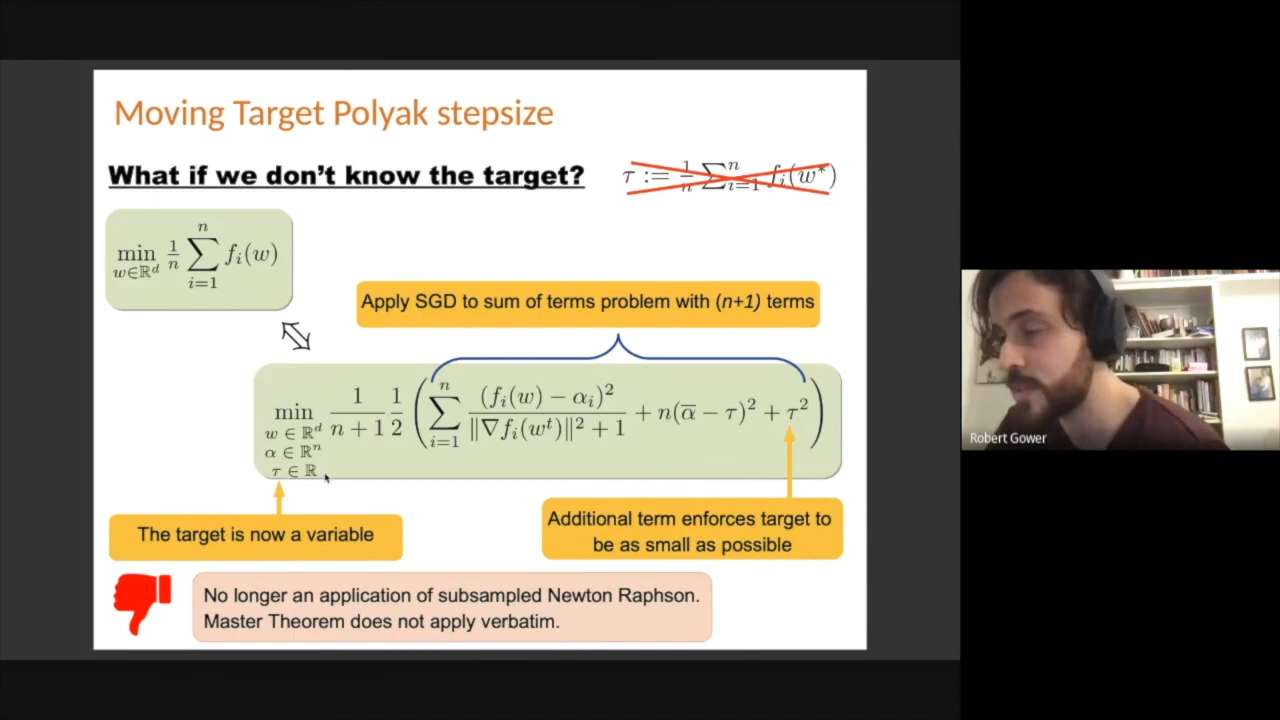 Moving Target Polyak stepsize
What if we don't know the target?
τ := 1/n ∑_{i=1}^{n} f_i(w*)
min_{w∈ℝ^d} 1/n ∑_{i=1}^{n} f_i(w)
Apply SGD to sum of terms problem with (n+1) terms
min_{w ∈ ℝ^d, α ∈ ℝ^n, τ ∈ ℝ} 1/(n + 1) 1/2 ( ∑_{i=1}^{n} (f_i(w) − α_i)² / (‖∇f_i(w^t)‖² + 1) + n(ᾱ − τ)² + τ² )
The target is now a variable
Additional term enforces target to
be as small as possible
No longer an application of subsampled Newton Raphson.
Master Theorem does not apply verbatim.
Robert Gower